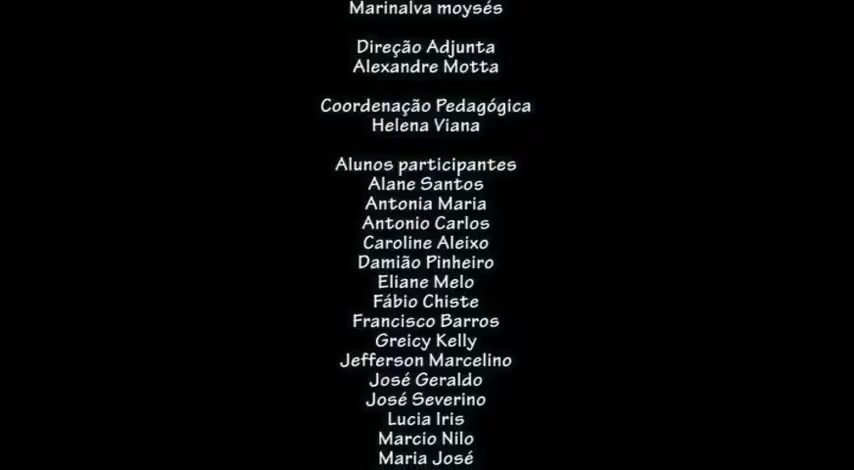 Marinalva moysés
Direção Adjunta
Alexandre Motta
Coordenação Pedagógica
Helena Viana
Alunos participantes
Alane Santos
Antonia Maria
Antonio Carlos
Caroline Aleixo
Damião Pinheiro
Eliane Melo
Fábio Chiste
Francisco Barros
Greicy Kelly
Jefferson Marcelino
José Geraldo
José Severino
Lucia Iris
Marcio Nilo
Maria José